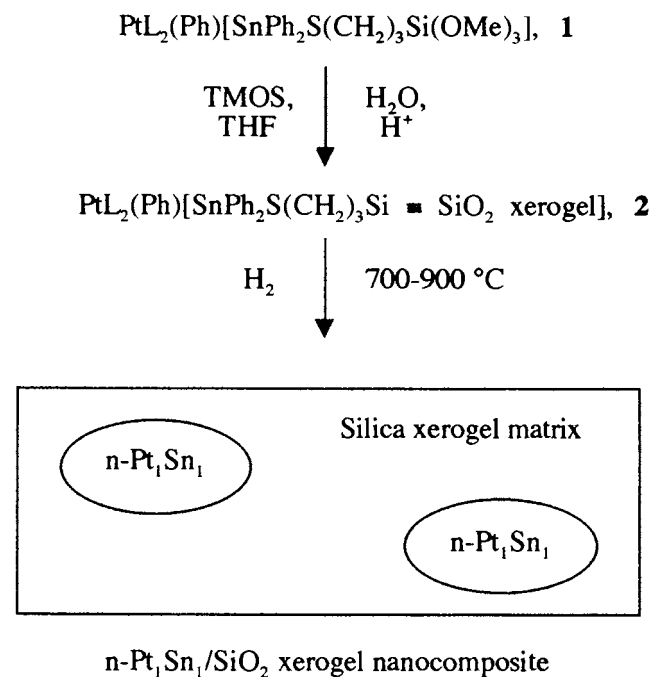 PtL₂(Ph)[SnPh₂S(CH₂)₃Si(OMe)₃], 1
TMOS, H₂O,
THF H⁺
PtL₂(Ph)[SnPh₂S(CH₂)₃Si ▪ SiO₂ xerogel], 2
H₂ 700-900 °C
Silica xerogel matrix
n-Pt₁Sn₁
n-Pt₁Sn₁
n-Pt₁Sn₁/SiO₂ xerogel nanocomposite